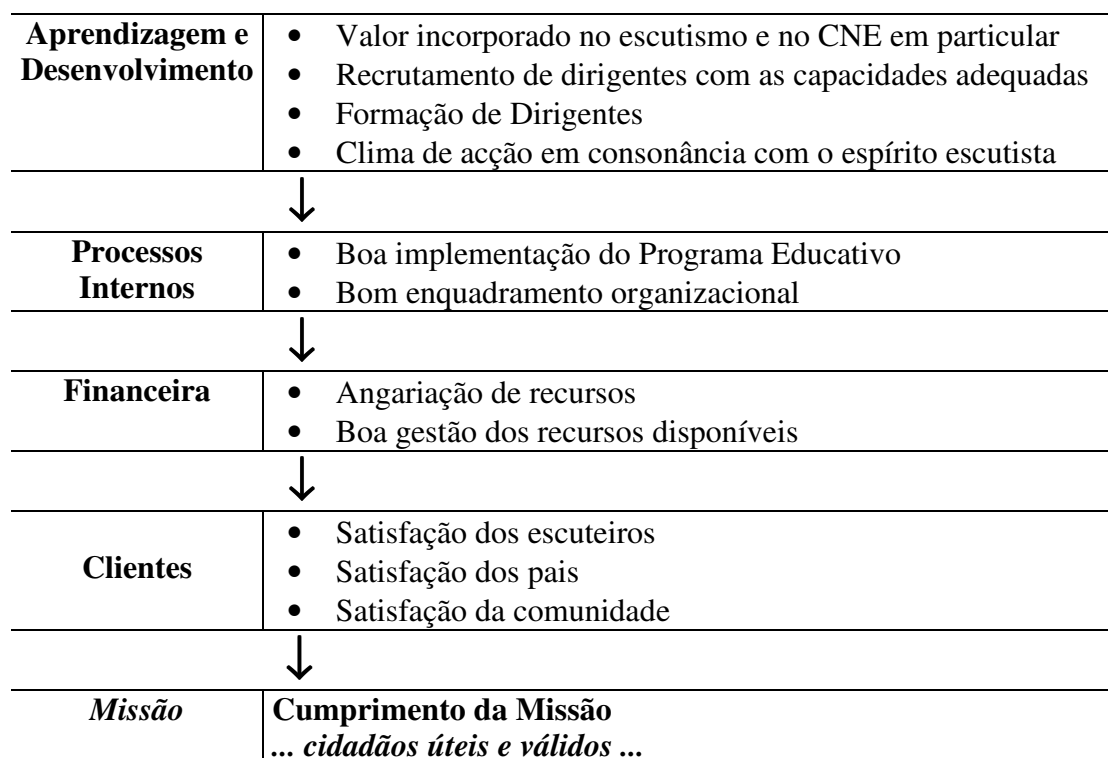 Aprendizagem e
Desenvolvimento
• Valor incorporado no escutismo e no CNE em particular
• Recrutamento de dirigentes com as capacidades adequadas
• Formação de Dirigentes
• Clima de acção em consonância com o espírito escutista
↓
Processos
Internos
• Boa implementação do Programa Educativo
• Bom enquadramento organizacional
↓
Financeira
• Angariação de recursos
• Boa gestão dos recursos disponíveis
↓
Clientes
• Satisfação dos escuteiros
• Satisfação dos pais
• Satisfação da comunidade
↓
Missão
Cumprimento da Missão
... cidadãos úteis e válidos ...